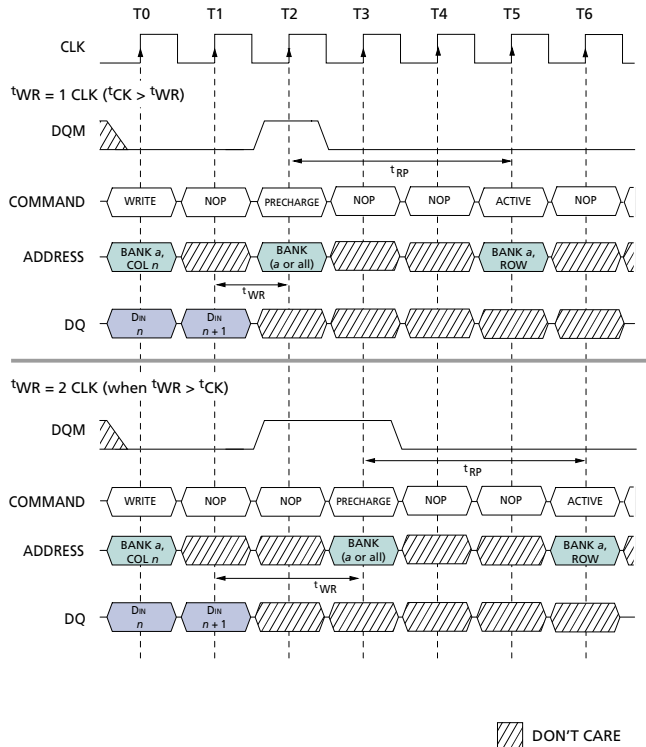 T0 T1 T2 T3 T4 T5 T6
CLK
tWR = 1 CLK (tCK > tWR)
DQM
tRP
COMMAND WRITE NOP PRECHARGE NOP NOP ACTIVE NOP
ADDRESS BANK a, COL n BANK (a or all) BANK a, ROW
tWR
DQ DIN n DIN n + 1
tWR = 2 CLK (when tWR > tCK)
DQM
tRP
COMMAND WRITE NOP NOP PRECHARGE NOP NOP ACTIVE
ADDRESS BANK a, COL n BANK (a or all) BANK a, ROW
tWR
DQ DIN n DIN n + 1
DON'T CARE